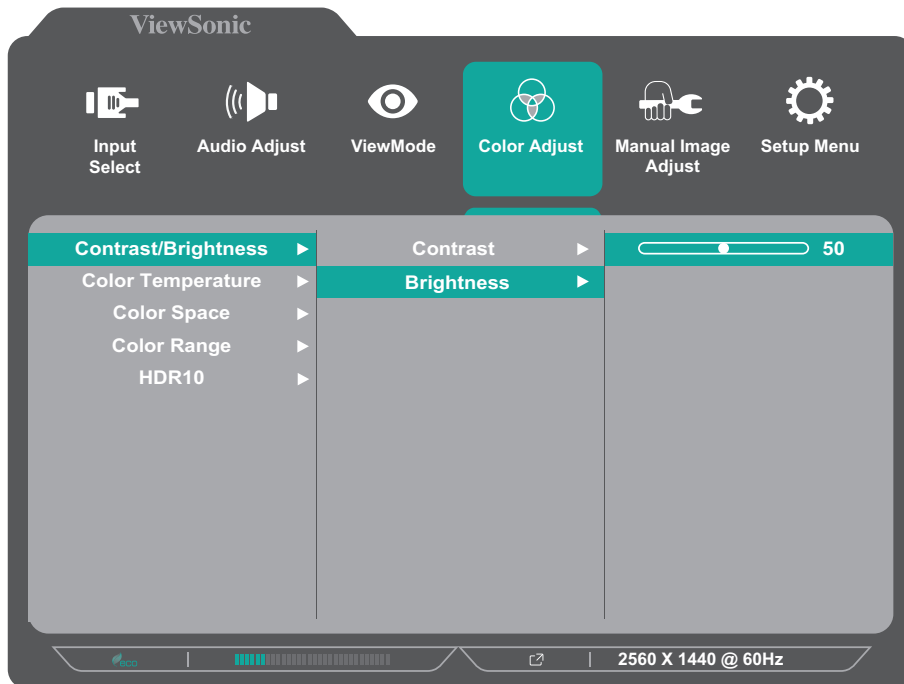 ViewSonic
Input
Select
Audio Adjust
ViewMode
Color Adjust
Manual Image
Adjust
Setup Menu
Contrast/Brightness
Contrast
50
Color Temperature
Brightness
Color Space
Color Range
HDR10
eco
2560 X 1440 @ 60Hz